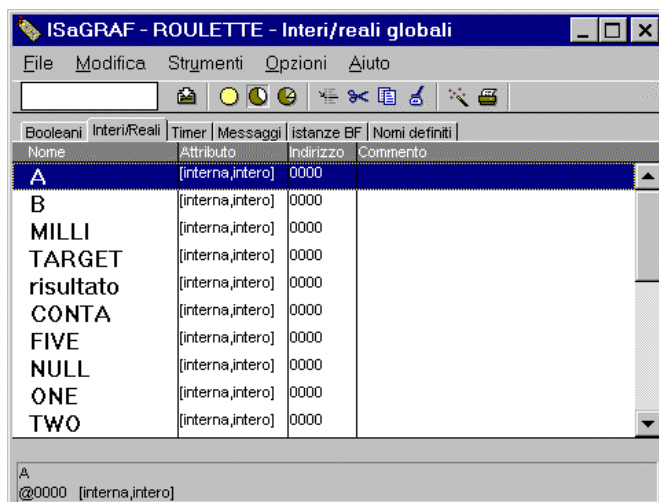 ISaGRAF - ROULETTE - Interi/reali globali
File Modifica Strumenti Opzioni Aiuto
Booleani Interi/Reali Timer Messaggi istanze BF Nomi definiti
Nome Attributo Indirizzo Commento
A [interna,intero] 0000
B [interna,intero] 0000
MILLI [interna,intero] 0000
TARGET [interna,intero] 0000
risultato [interna,intero] 0000
CONTA [interna,intero] 0000
FIVE [interna,intero] 0000
NULL [interna,intero] 0000
ONE [interna,intero] 0000
TWO [interna,intero] 0000
A
@0000 [interna,intero]